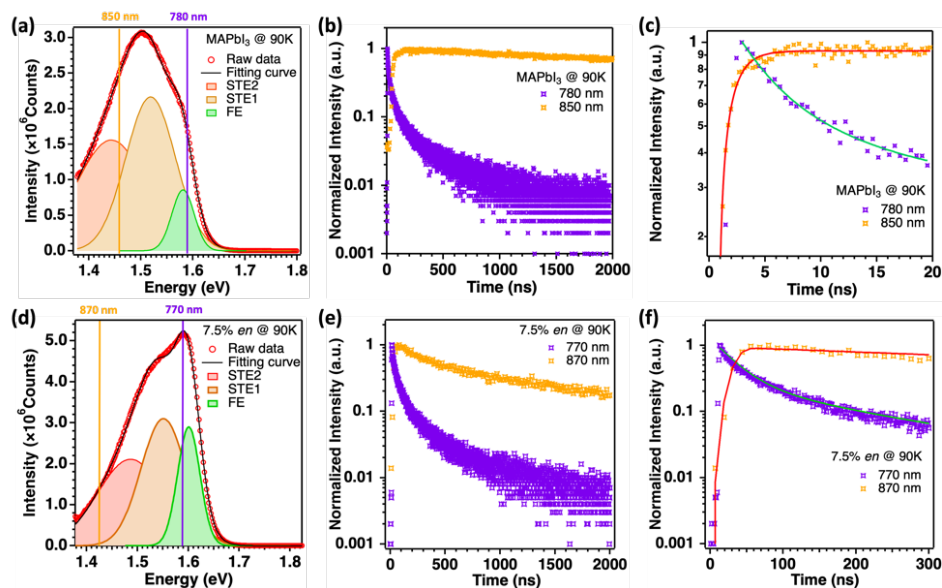 (a)
850 nm
780 nm
MAPbI₃ @ 90K
Raw data
Fitting curve
STE2
STE1
FE
Intensity (×10⁶Counts)
3.0
2.5
2.0
1.5
1.0
0.5
0.0
1.4
1.5
1.6
1.7
1.8
Energy (eV)
(b)
Normalized Intensity (a.u.)
1
0.1
0.01
0.001
MAPbI₃ @ 90K
780 nm
850 nm
0
500
1000
1500
2000
Time (ns)
(c)
Normalized Intensity (a.u.)
1
9
8
7
6
5
4
3
2
MAPbI₃ @ 90K
780 nm
850 nm
0
5
10
15
20
Time (ns)
(d)
870 nm
770 nm
7.5% en @ 90K
Raw data
Fitting curve
STE2
STE1
FE
Intensity (×10⁶Counts)
5.0
4.0
3.0
2.0
1.0
0.0
1.4
1.5
1.6
1.7
1.8
Energy (eV)
(e)
Normalized Intensity (a.u.)
1
0.1
0.01
0.001
7.5% en @ 90K
770 nm
870 nm
0
500
1000
1500
2000
Time (ns)
(f)
Normalized Intensity (a.u.)
1
0.1
0.01
0.001
7.5% en @ 90K
770 nm
870 nm
0
100
200
300
Time (ns)